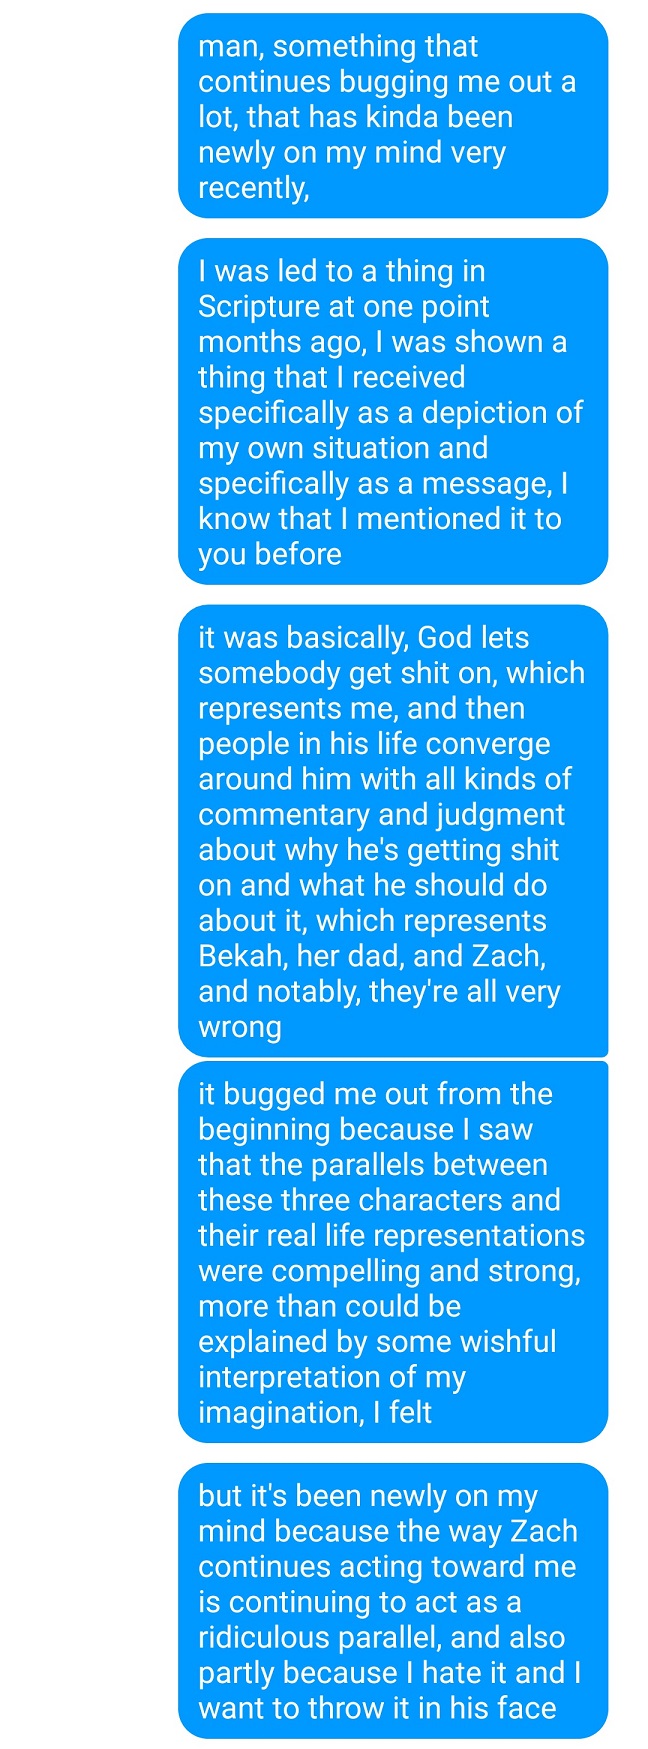 man, something that
continues bugging me out a
lot, that has kinda been
newly on my mind very
recently,
I was led to a thing in
Scripture at one point
months ago, I was shown a
thing that I received
specifically as a depiction of
my own situation and
specifically as a message, I
know that I mentioned it to
you before
it was basically, God lets
somebody get shit on, which
represents me, and then
people in his life converge
around him with all kinds of
commentary and judgment
about why he's getting shit
on and what he should do
about it, which represents
Bekah, her dad, and Zach,
and notably, they're all very
wrong
it bugged me out from the
beginning because I saw
that the parallels between
these three characters and
their real life representations
were compelling and strong,
more than could be
explained by some wishful
interpretation of my
imagination, I felt
but it's been newly on my
mind because the way Zach
continues acting toward me
is continuing to act as a
ridiculous parallel, and also
partly because I hate it and I
want to throw it in his face